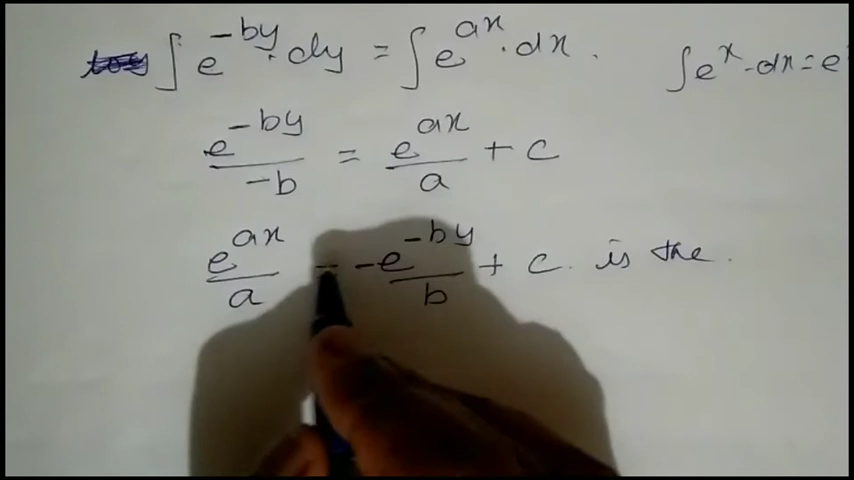 ∫ e^{-by} · dy = ∫ e^{ax} · dx .
∫ e^x - dx = e
e^{-by}/-b = e^{ax}/a + c
e^{ax}/a - - e^{-by}/b + c. is the .